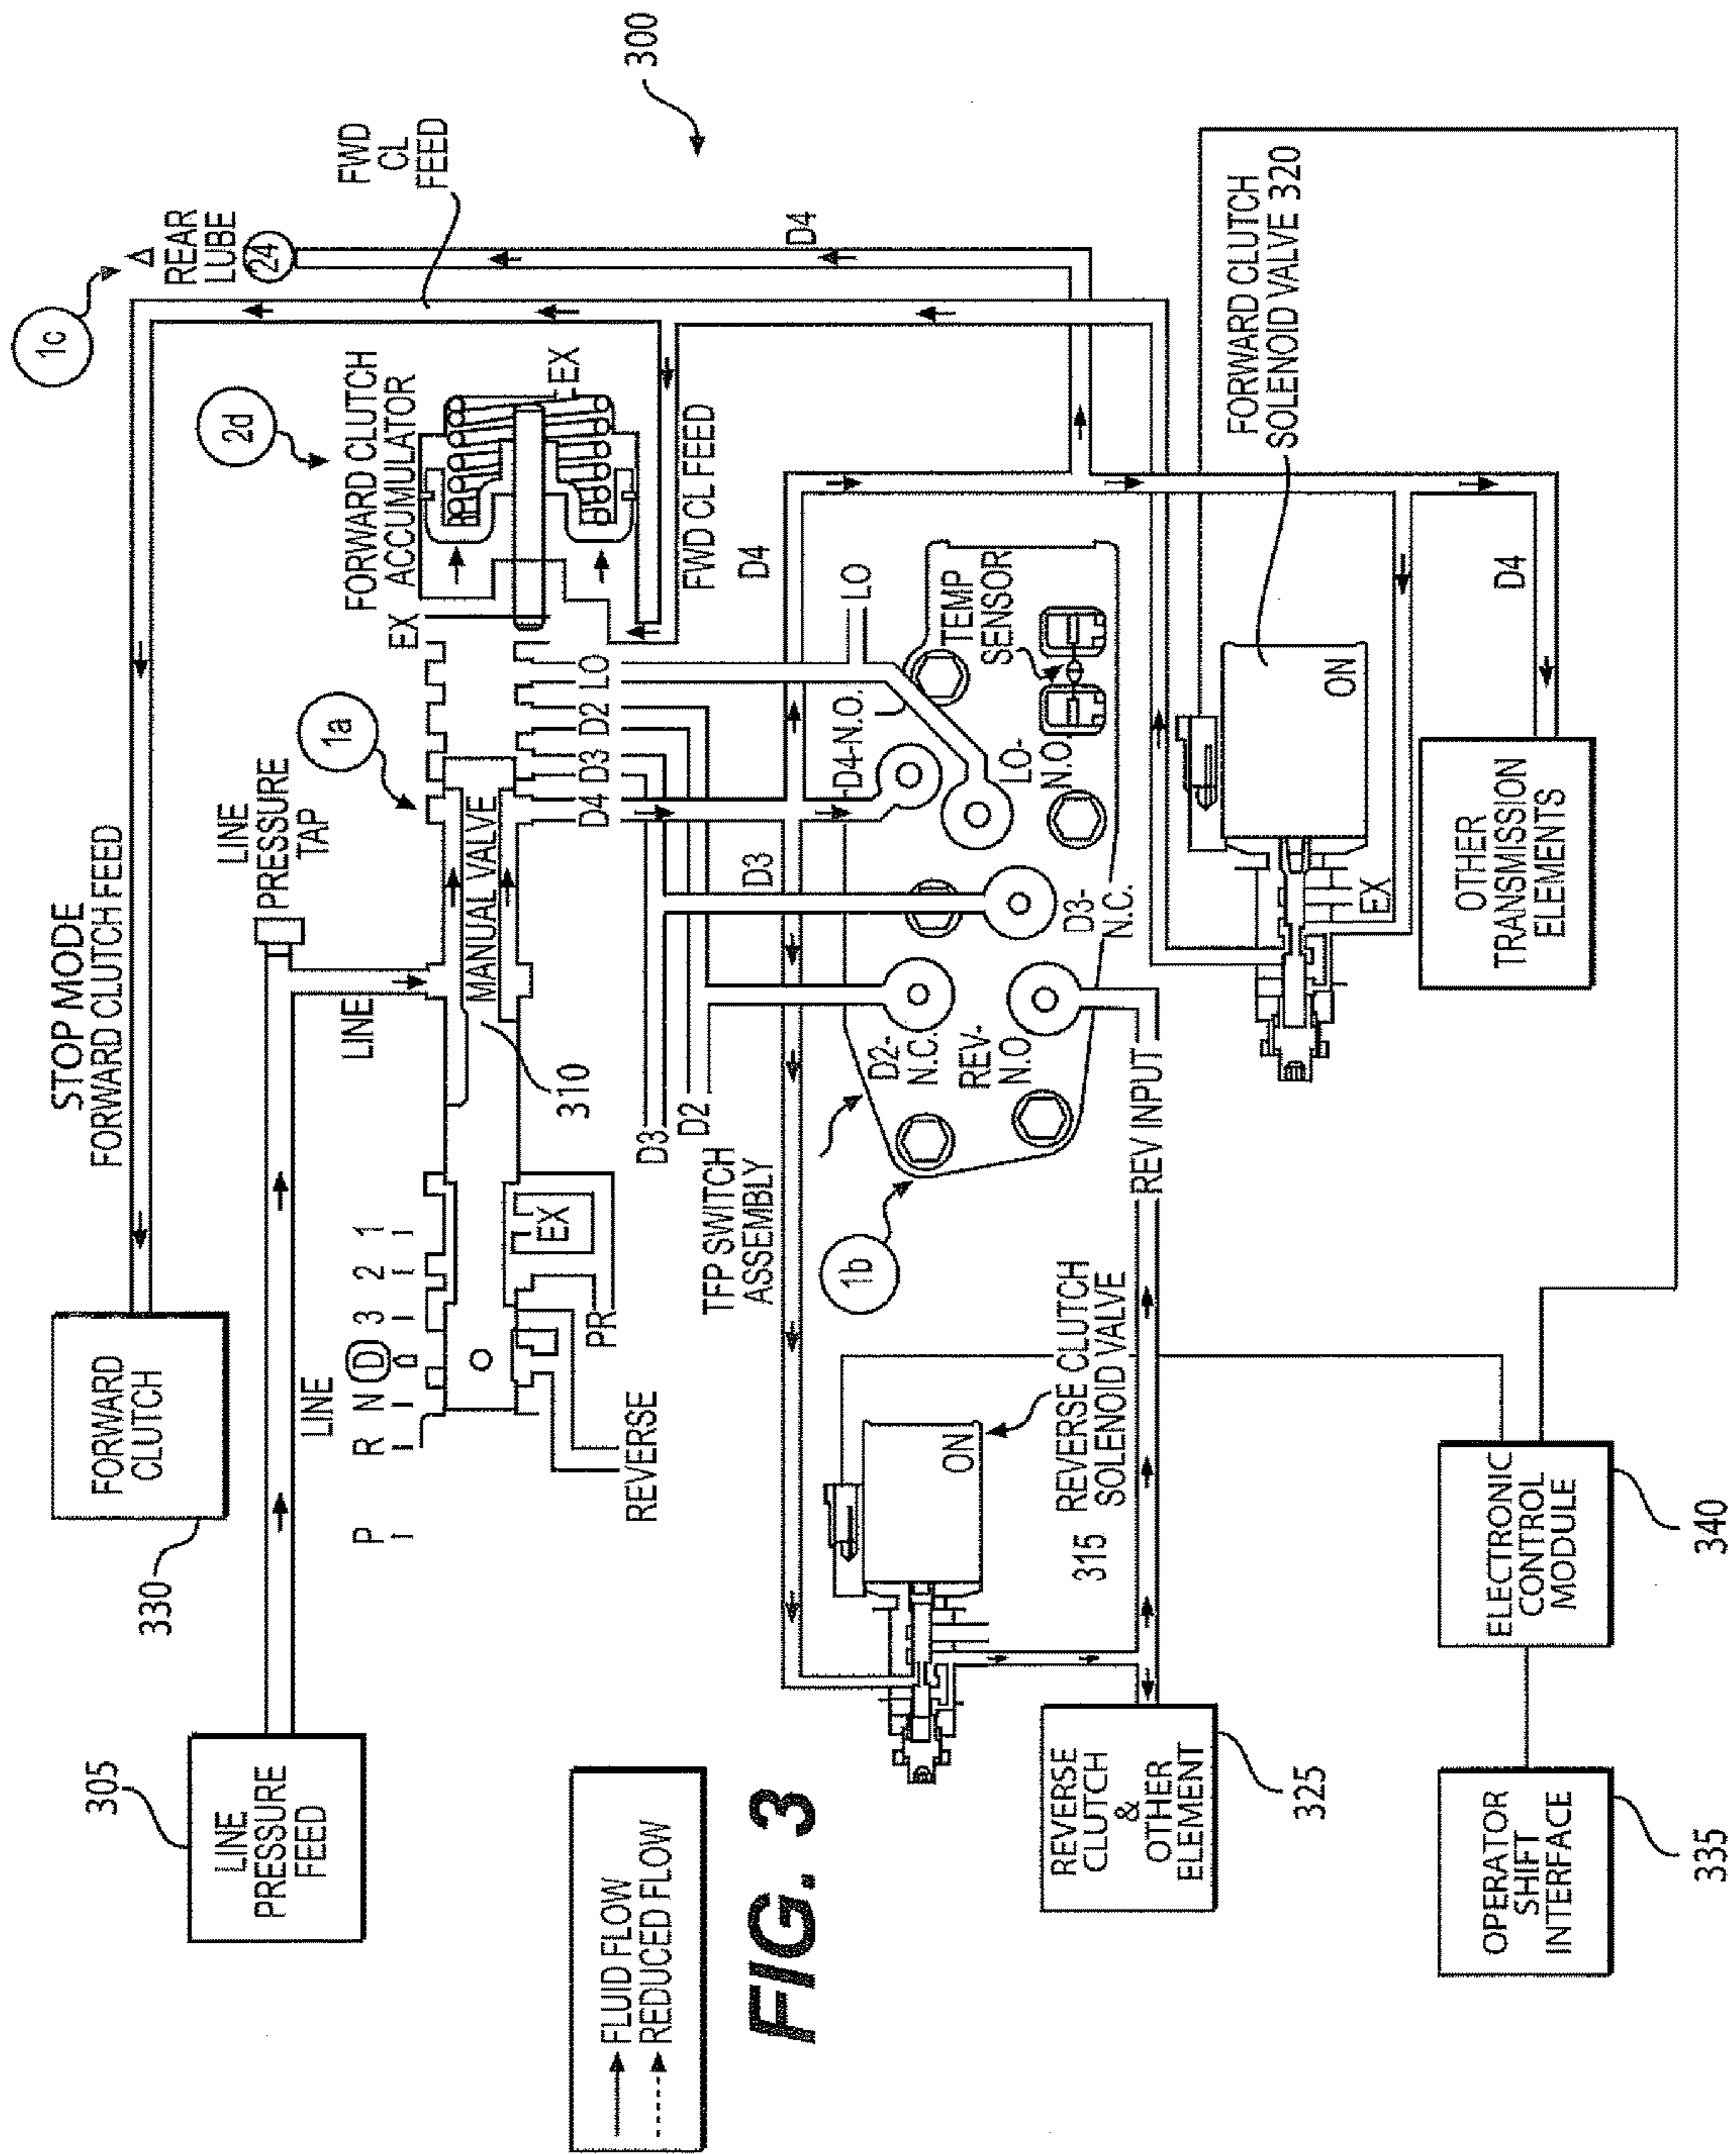 300
1c
REAR
LUBE
24
FWD
CL
FEED
D4
STOP MODE
FORWARD CLUTCH FEED
FORWARD
CLUTCH
330
2d
FORWARD CLUTCH
ACCUMULATOR
EX
EX
FWD CL FEED
1a
LINE
PRESSURE
TAP
LINE
MANUAL VALVE
310
LINE
P R N D 3 2 1
D
EX
PR
REVERSE
LO
D2
D3
D4
D3
D2
305
LINE
PRESSURE
FEED
D4
LO
D3
D4-N.O.
TEMP
SENSOR
LO-
N.O.
D3-
N.C.
D2-
N.C.
REV-
N.O
TFP SWITCH
ASSEMBLY
1b
REV INPUT
FORWARD CLUTCH
SOLENOID VALVE 320
ON
EX
D4
OTHER
TRANSMISSION
ELEMENTS
ON
REVERSE CLUTCH
SOLENOID VALVE
315
REVERSE
CLUTCH
&
OTHER
ELEMENT
325
ELECTRONIC
CONTROL
MODULE
340
OPERATOR
SHIFT
INTERFACE
335
FLUID FLOW
REDUCED FLOW
FIG. 3